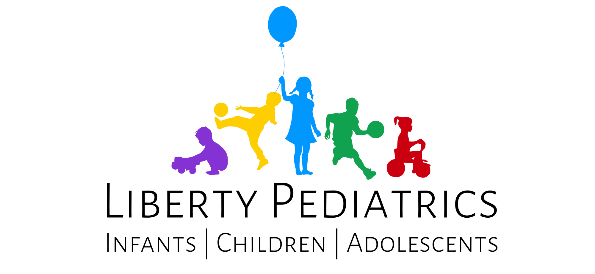 Liberty Pediatrics
Infants | Children | Adolescents